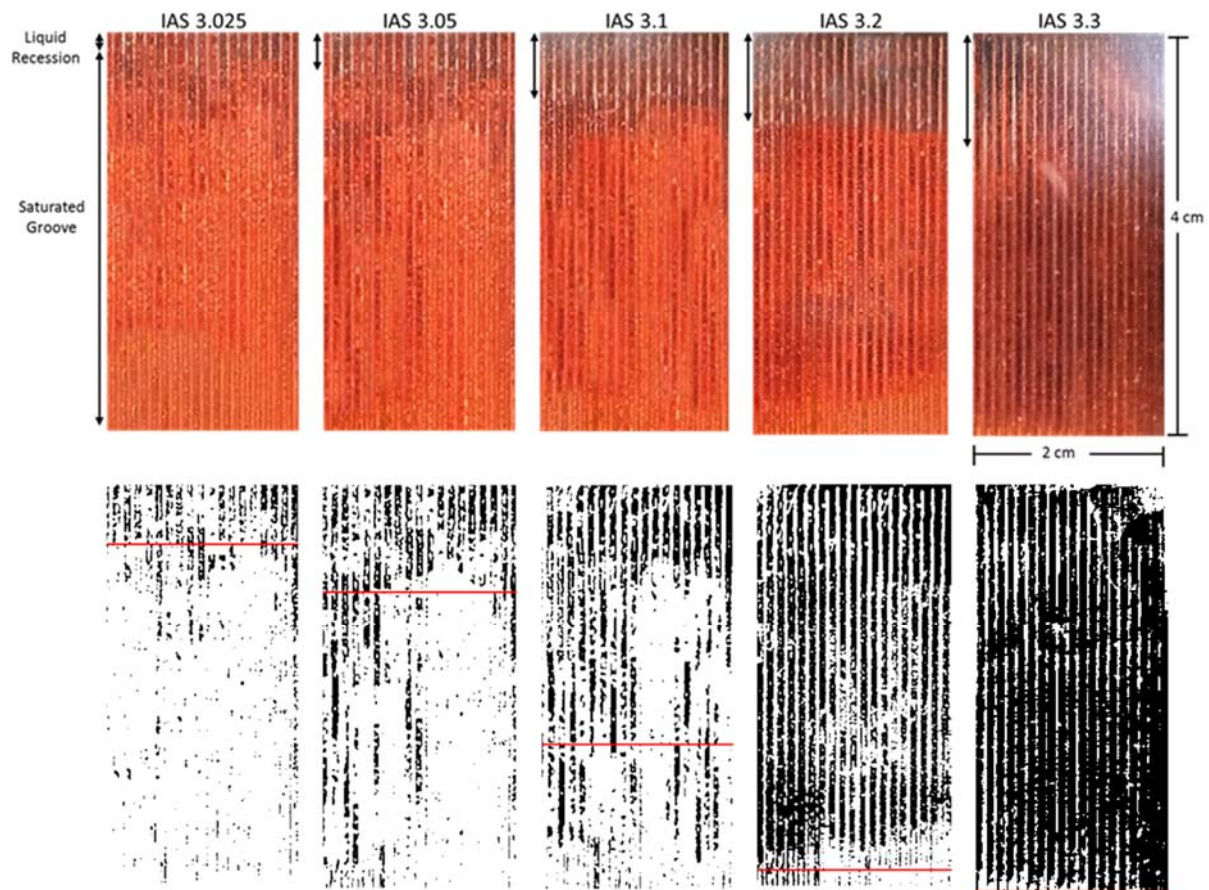 IAS 3.025
IAS 3.05
IAS 3.1
IAS 3.2
IAS 3.3
Liquid
Recession
Saturated
Groove
4 cm
2 cm